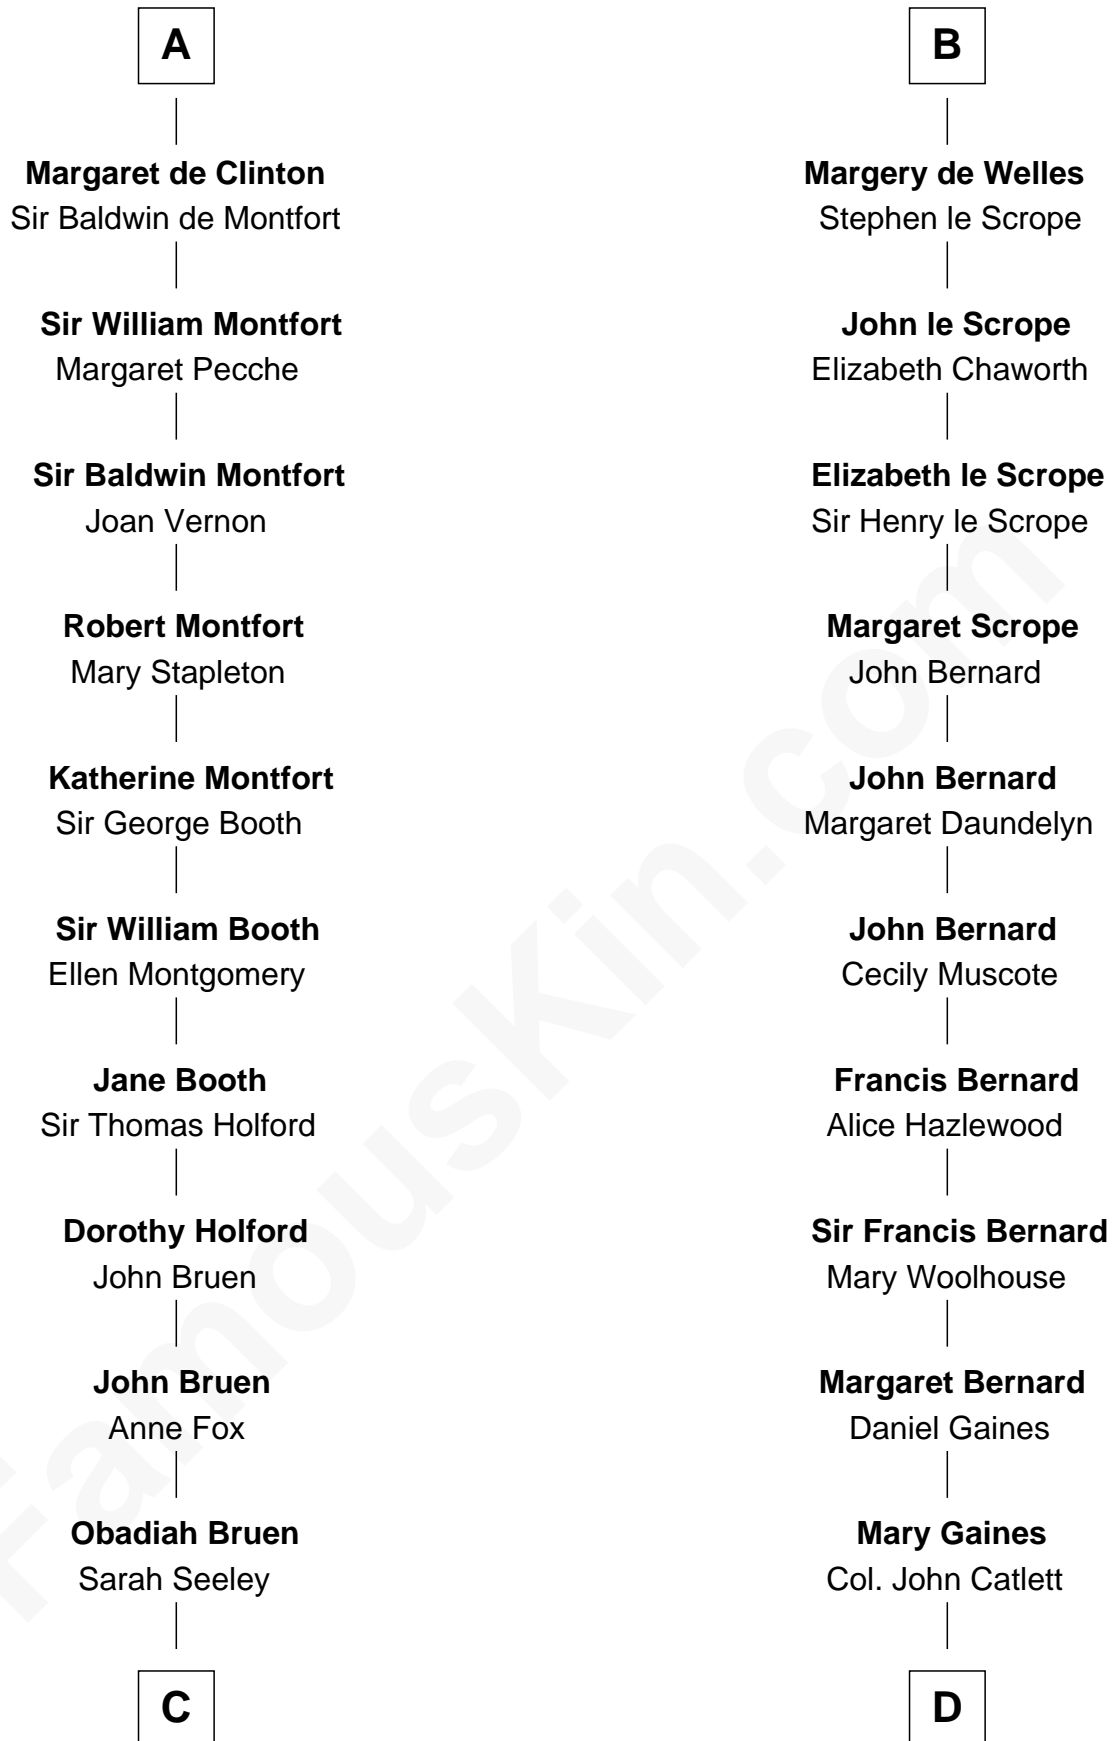 A
Margaret de Clinton
Sir Baldwin de Montfort
Sir William Montfort
Margaret Pecche
Sir Baldwin Montfort
Joan Vernon
Robert Montfort
Mary Stapleton
Katherine Montfort
Sir George Booth
Sir William Booth
Ellen Montgomery
Jane Booth
Sir Thomas Holford
Dorothy Holford
John Bruen
John Bruen
Anne Fox
Obadiah Bruen
Sarah Seeley
C
B
Margery de Welles
Stephen le Scrope
John le Scrope
Elizabeth Chaworth
Elizabeth le Scrope
Sir Henry le Scrope
Margaret Scrope
John Bernard
John Bernard
Margaret Daundelyn
John Bernard
Cecily Muscote
Francis Bernard
Alice Hazlewood
Sir Francis Bernard
Mary Woolhouse
Margaret Bernard
Daniel Gaines
Mary Gaines
Col. John Catlett
D
FamousKin.com